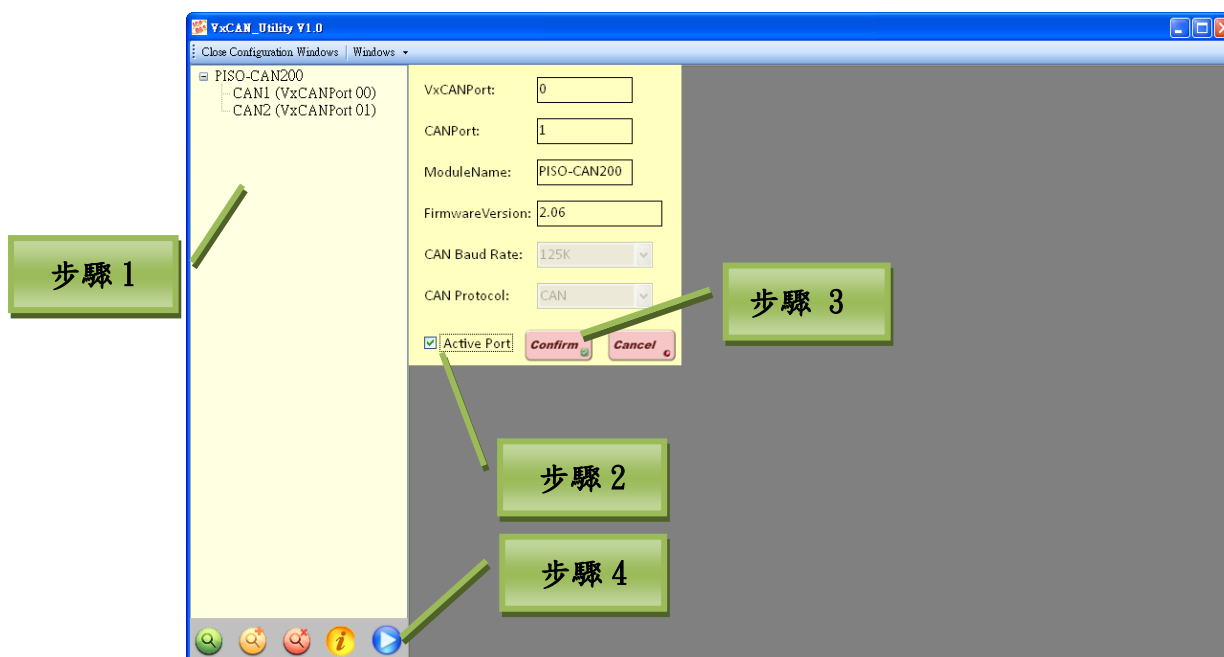 VxCAN_Utility V1.0
Close Configuration Windows Windows
PISO-CAN200
CAN1 (VxCANPort 00)
CAN2 (VxCANPort 01)
VxCANPort: 0
CANPort: 1
ModuleName: PISO-CAN200
FirmwareVersion: 2.06
CAN Baud Rate: 125K
CAN Protocol: CAN
Active Port Confirm Cancel
步驟 1
步驟 3
步驟 2
步驟 4